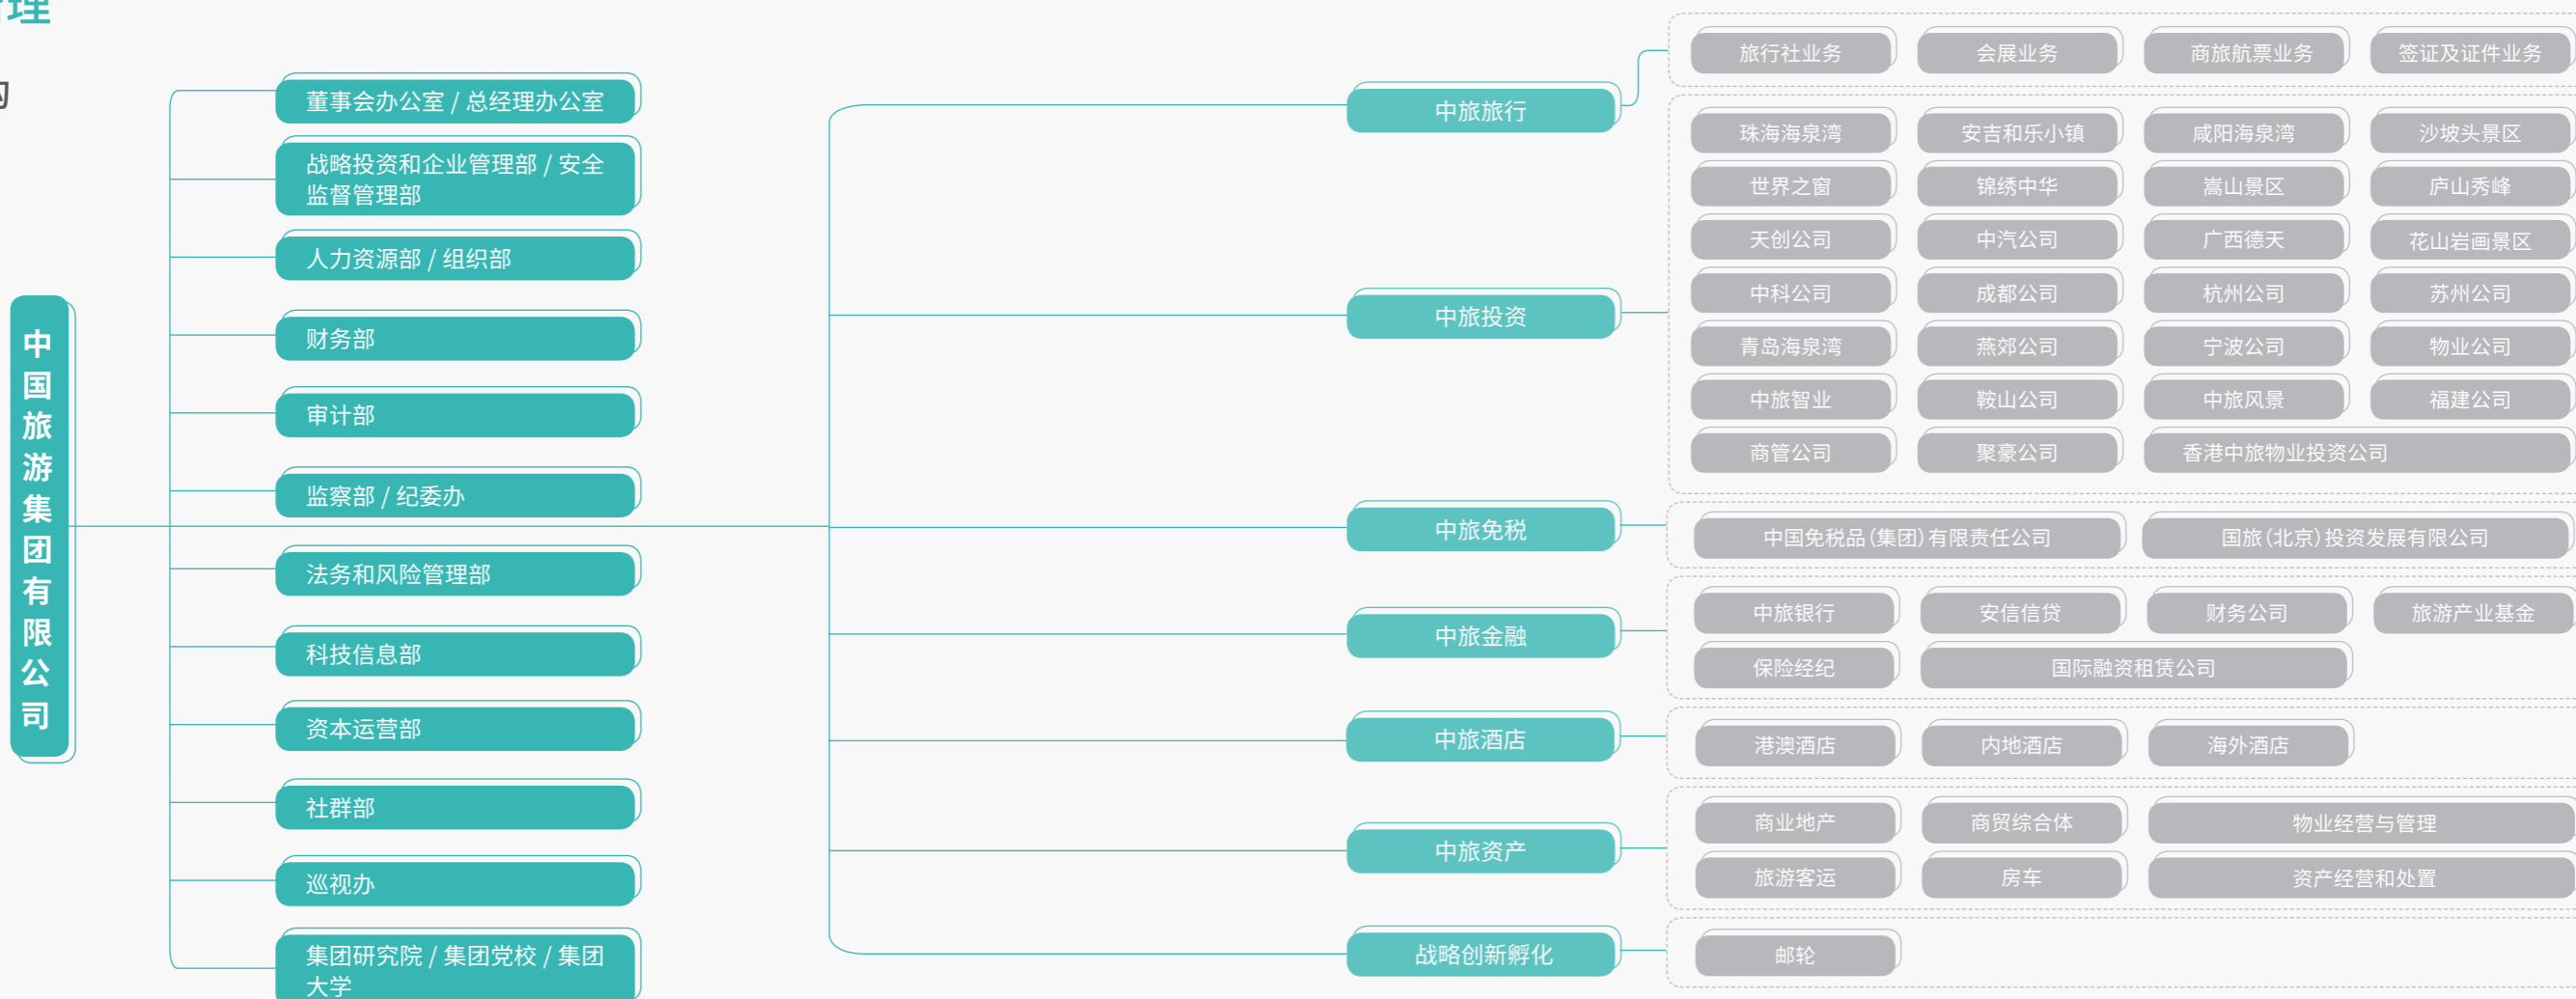 理
中国旅游集团有限公司
董事会办公室 / 总经理办公室
战略投资和企业管理部 / 安全
监督管理部
人力资源部 / 组织部
财务部
审计部
监察部 / 纪委办
法务和风险管理部
科技信息部
资本运营部
社群部
巡视办
集团研究院 / 集团党校 / 集团
大学
中旅旅行
旅行社业务 会展业务 商旅航票业务 签证及证件业务
中旅投资
珠海海泉湾 安吉和乐小镇 咸阳海泉湾 沙坡头景区
世界之窗 锦绣中华 嵩山景区 庐山秀峰
天创公司 中汽公司 广西德天 花山岩画景区
中科公司 成都公司 杭州公司 苏州公司
青岛海泉湾 燕郊公司 宁波公司 物业公司
中旅智业 鞍山公司 中旅风景 福建公司
商管公司 聚豪公司 香港中旅物业投资公司
中旅免税
中国免税品（集团）有限责任公司 国旅（北京）投资发展有限公司
中旅金融
中旅银行 安信信贷 财务公司 旅游产业基金
保险经纪 国际融资租赁公司
中旅酒店
港澳酒店 内地酒店 海外酒店
中旅资产
商业地产 商贸综合体 物业经营与管理
旅游客运 房车 资产经营和处置
战略创新孵化
邮轮